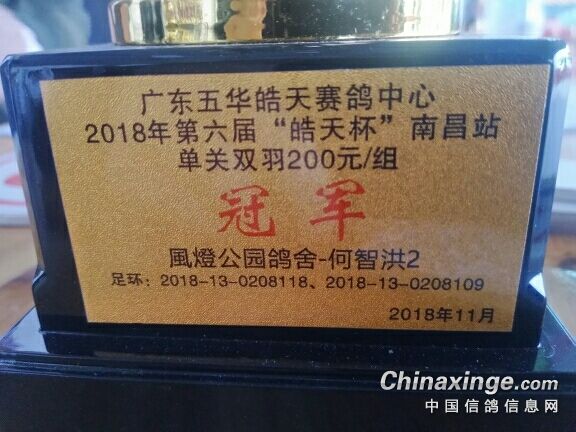 广东五华皓天赛鸽中心
2018年第六届“皓天杯”南昌站
单关双羽200元/组
冠军
風燈公园鸽舍-何智洪2
足环：2018-13-0208118、2018-13-0208109
2018年11月
Chinaxinge.com
中国信鸽信息网